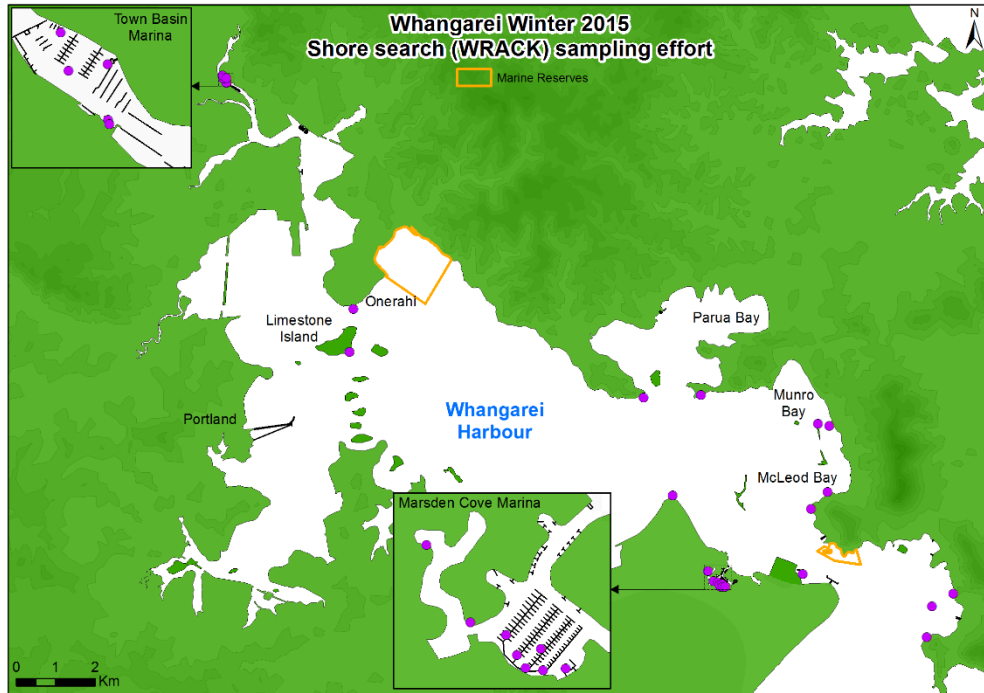 Whangarei Winter 2015
Shore search (WRACK) sampling effort
Marine Reserves
N
Town Basin
Marina
Onerahi
Limestone
Island
Parua Bay
Portland
Whangarei
Harbour
Munro
Bay
McLeod Bay
Marsden Cove Marina
0 1 2
Km